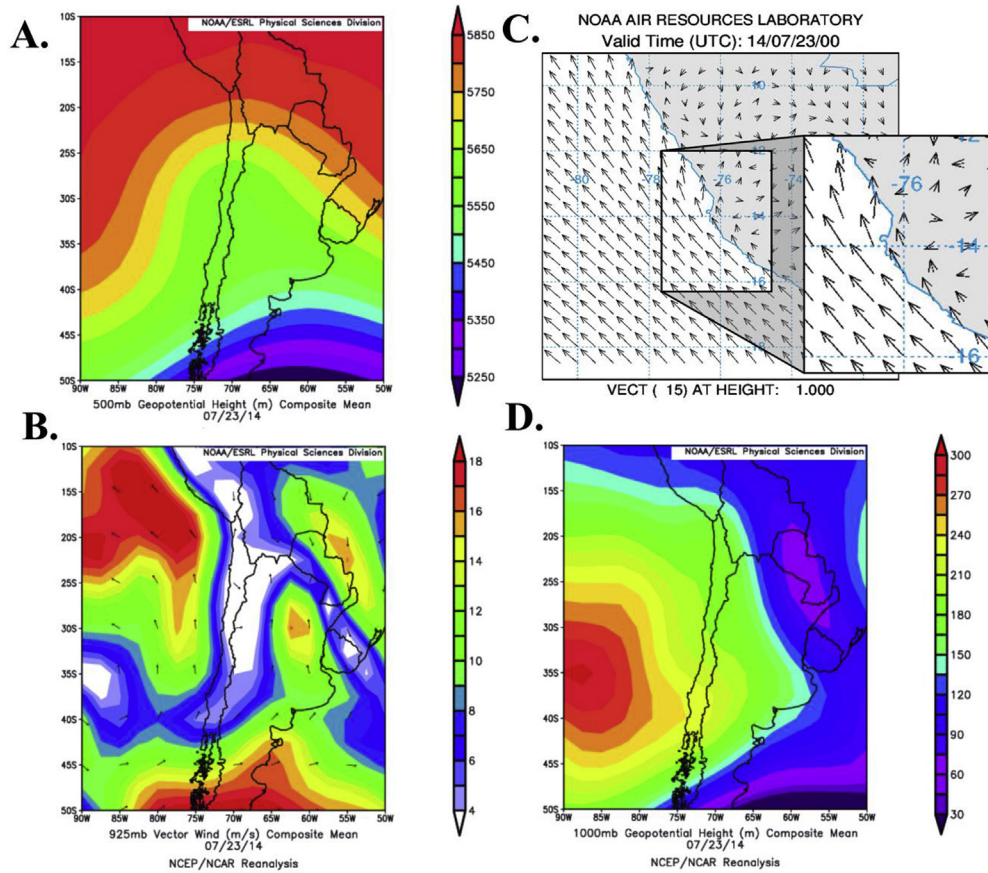 A.
NOAA/ESRL Physical Sciences Division
10S
15S
20S
25S
30S
35S
40S
45S
50S
90W 85W 80W 75W 70W 65W 60W 55W 50W
500mb Geopotential Height (m) Composite Mean
07/23/14
5850
5750
5650
5550
5450
5350
5250
C.
NOAA AIR RESOURCES LABORATORY
Valid Time (UTC): 14/07/23/00
-80
-78
-76
-74
-12
-14
-16
-76
-14
-16
VECT ( 15) AT HEIGHT: 1.000
B.
NOAA/ESRL Physical Sciences Division
10S
15S
20S
25S
30S
35S
40S
45S
50S
90W 85W 80W 75W 70W 65W 60W 55W 50W
925mb Vector Wind (m/s) Composite Mean
07/23/14
NCEP/NCAR Reanalysis
18
16
14
12
10
8
6
4
D.
NOAA/ESRL Physical Sciences Division
10S
15S
20S
25S
30S
35S
40S
45S
50S
90W 85W 80W 75W 70W 65W 60W 55W 50W
1000mb Geopotential Height (m) Composite Mean
07/23/14
NCEP/NCAR Reanalysis
300
270
240
210
180
150
120
90
60
30